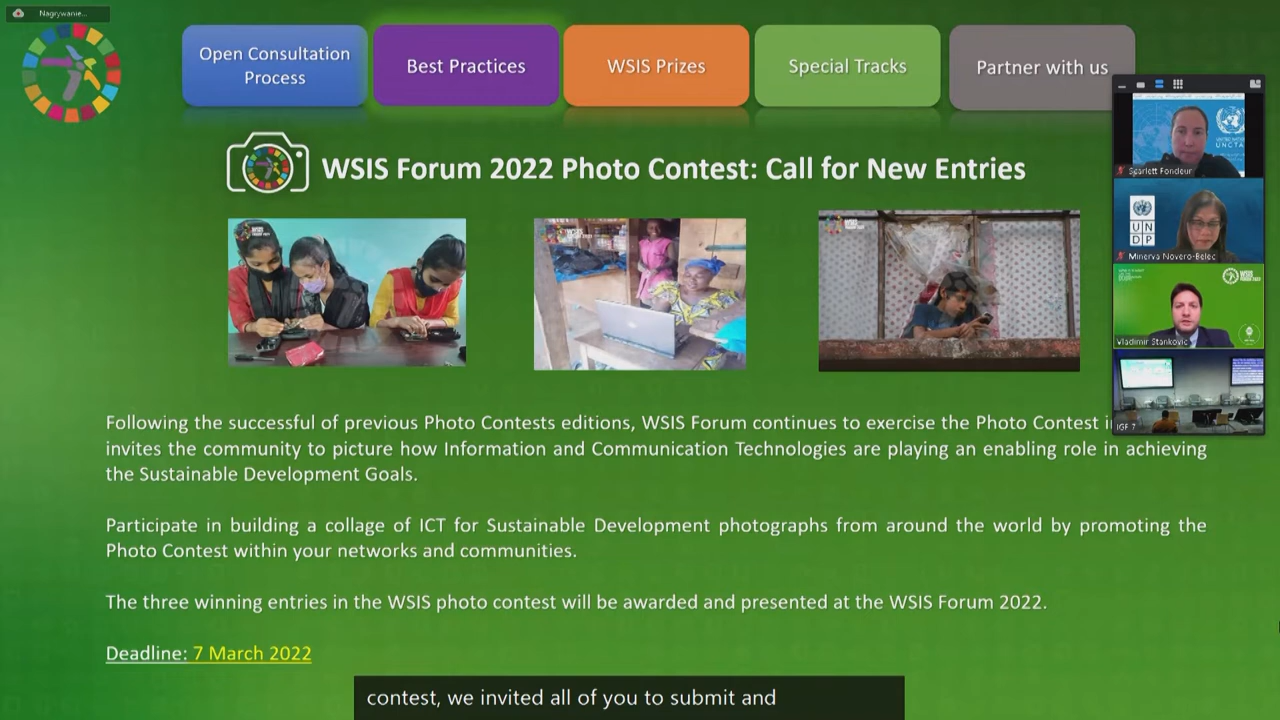 Nagrywanie...
Open Consultation
Process
Best Practices
WSIS Prizes
Special Tracks
Partner with us
WSIS Forum 2022 Photo Contest: Call for New Entries
UNCTA
Scarlett Fondeur
UN
DP
Minerva Novero-Belec
Vladimir Stankovic
IGF 7
Following the successful of previous Photo Contests editions, WSIS Forum continues to exercise the Photo Contest
invites the community to picture how Information and Communication Technologies are playing an enabling role in achieving
the Sustainable Development Goals.
Participate in building a collage of ICT for Sustainable Development photographs from around the world by promoting the
Photo Contest within your networks and communities.
The three winning entries in the WSIS photo contest will be awarded and presented at the WSIS Forum 2022.
Deadline: 7 March 2022
contest, we invited all of you to submit and